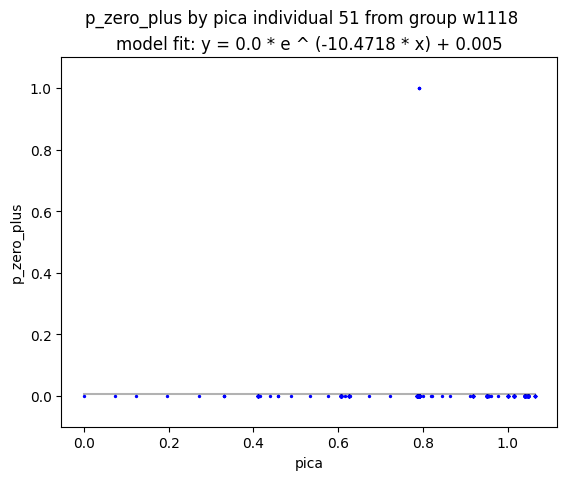 p_zero_plus by pica individual 51 from group w1118
model fit: y = 0.0 * e ^ (-10.4718 * x) + 0.005
1.0
0.8
0.6
0.4
0.2
0.0
p_zero_plus
0.0 0.2 0.4 0.6 0.8 1.0
pica